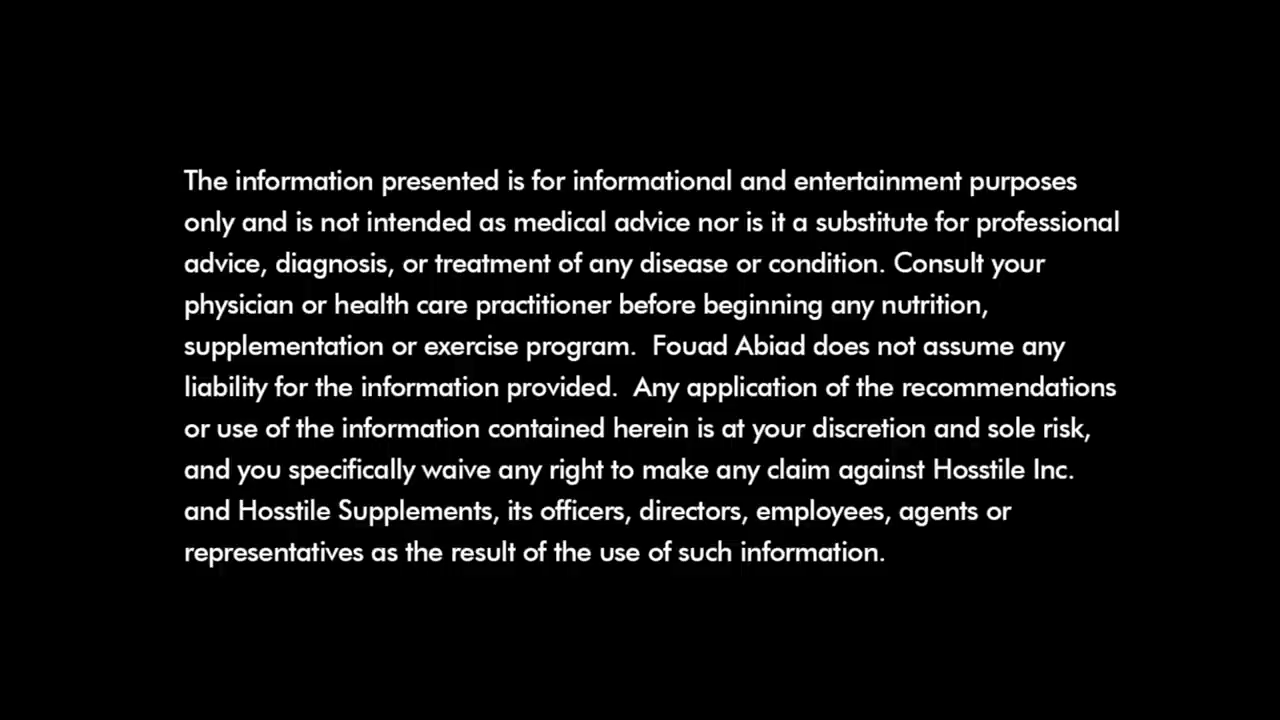 The information presented is for informational and entertainment purposes
only and is not intended as medical advice nor is it a substitute for professional
advice, diagnosis, or treatment of any disease or condition. Consult your
physician or health care practitioner before beginning any nutrition,
supplementation or exercise program.  Fouad Abiad does not assume any
liability for the information provided.  Any application of the recommendations
or use of the information contained herein is at your discretion and sole risk,
and you specifically waive any right to make any claim against Hosstile Inc.
and Hosstile Supplements, its officers, directors, employees, agents or
representatives as the result of the use of such information.